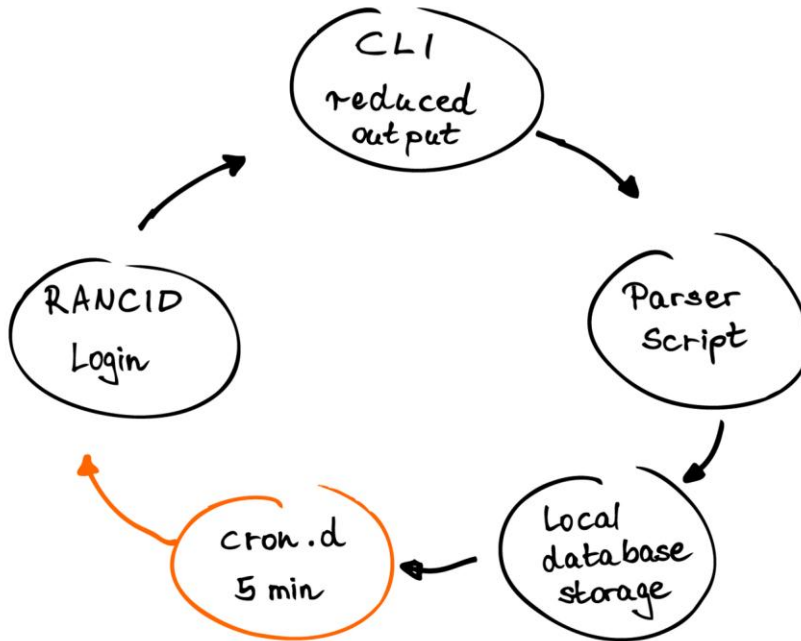 CLI
reduced
output
RANCID
Login
Parser
Script
cron.d
5 min
Local
database
storage